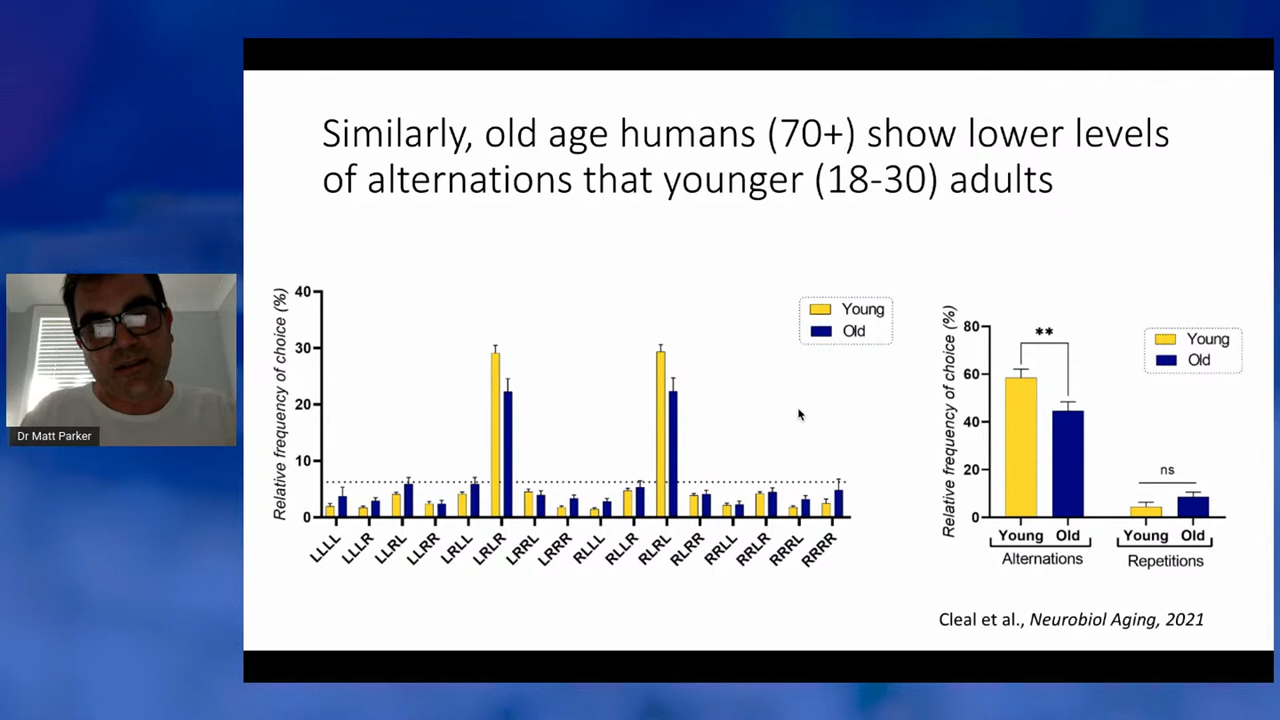 Similarly, old age humans (70+) show lower levels
of alternations that younger (18-30) adults
Dr Matt Parker
Relative frequency of choice (%)
40
30
20
10
0
Young
Old
LLLL
LLLR
LLRL
LLRR
LRLL
LRLR
LRRL
LRRR
RLLL
RLLR
RLRL
RLRR
RRLL
RRLR
RRRL
RRRR
Relative frequency of choice (%)
80
60
40
20
0
**
ns
Young
Old
Young Old
Young Old
Alternations
Repetitions
Cleal et al., Neurobiol Aging, 2021